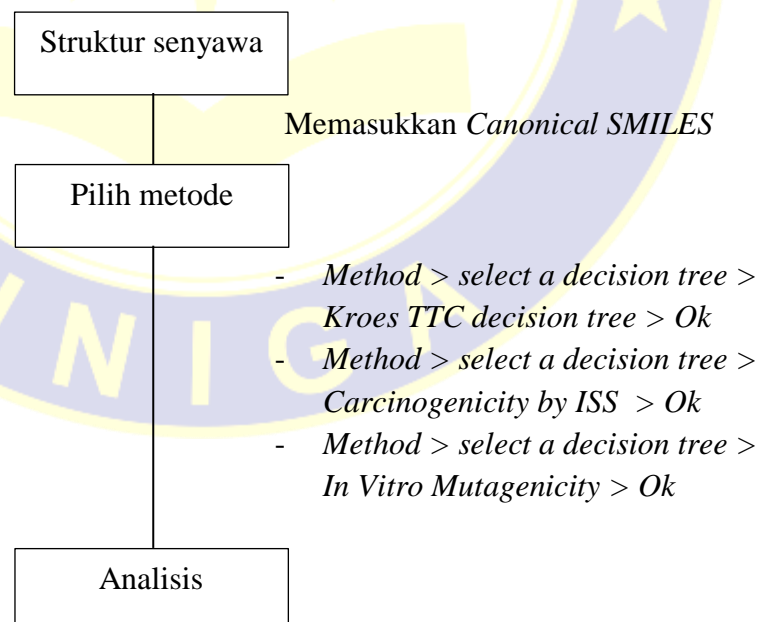 Struktur senyawa
Memasukkan Canonical SMILES
Pilih metode
- Method > select a decision tree >
Kroes TTC decision tree > Ok
- Method > select a decision tree >
Carcinogenicity by ISS > Ok
- Method > select a decision tree >
In Vitro Mutagenicity > Ok
Analisis
NIGA